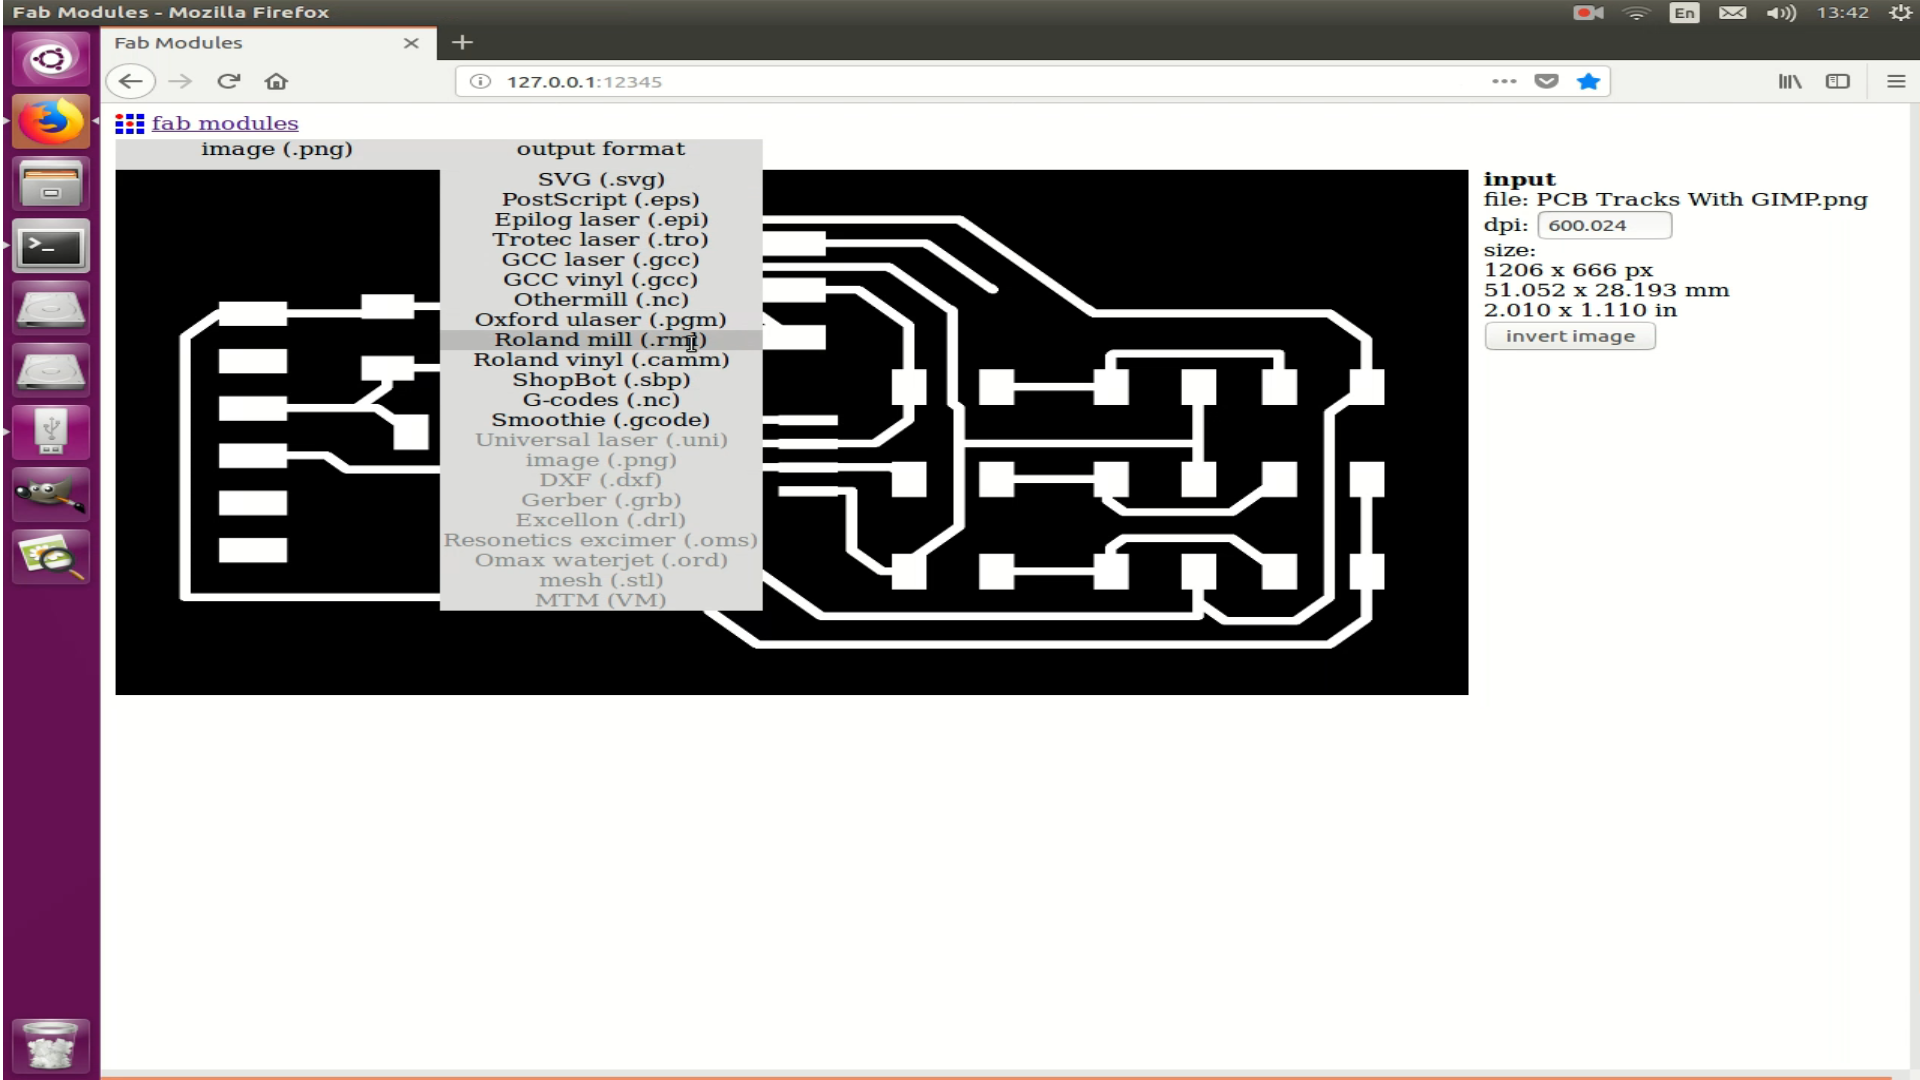 Fab Modules - Mozilla Firefox
En
13:42
Fab Modules
127.0.0.1:12345
fab modules
image (.png)
output format
SVG (.svg)
PostScript (.eps)
Epilog laser (.epi)
Trotec laser (.tro)
GCC laser (.gcc)
GCC vinyl (.gcc)
Othermill (.nc)
Oxford ulaser (.pgm)
Roland mill (.rml)
Roland vinyl (.camm)
ShopBot (.sbp)
G-codes (.nc)
Smoothie (.gcode)
Universal laser (.uni)
image (.png)
DXF (.dxf)
Gerber (.grb)
Excellon (.drl)
Resonetics excimer (.oms)
Omax waterjet (.ord)
mesh (.stl)
MTM (VM)
input
file: PCB Tracks With GIMP.png
dpi: 600.024
size:
1206 x 666 px
51.052 x 28.193 mm
2.010 x 1.110 in
invert image